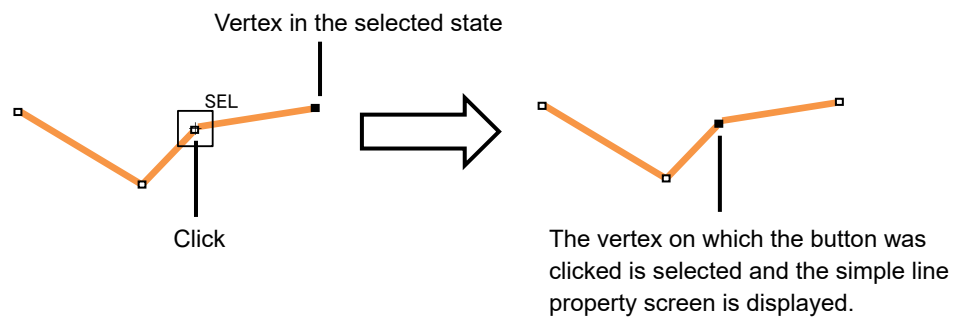 Vertex in the selected state
SEL
Click
The vertex on which the button was
clicked is selected and the simple line
property screen is displayed.